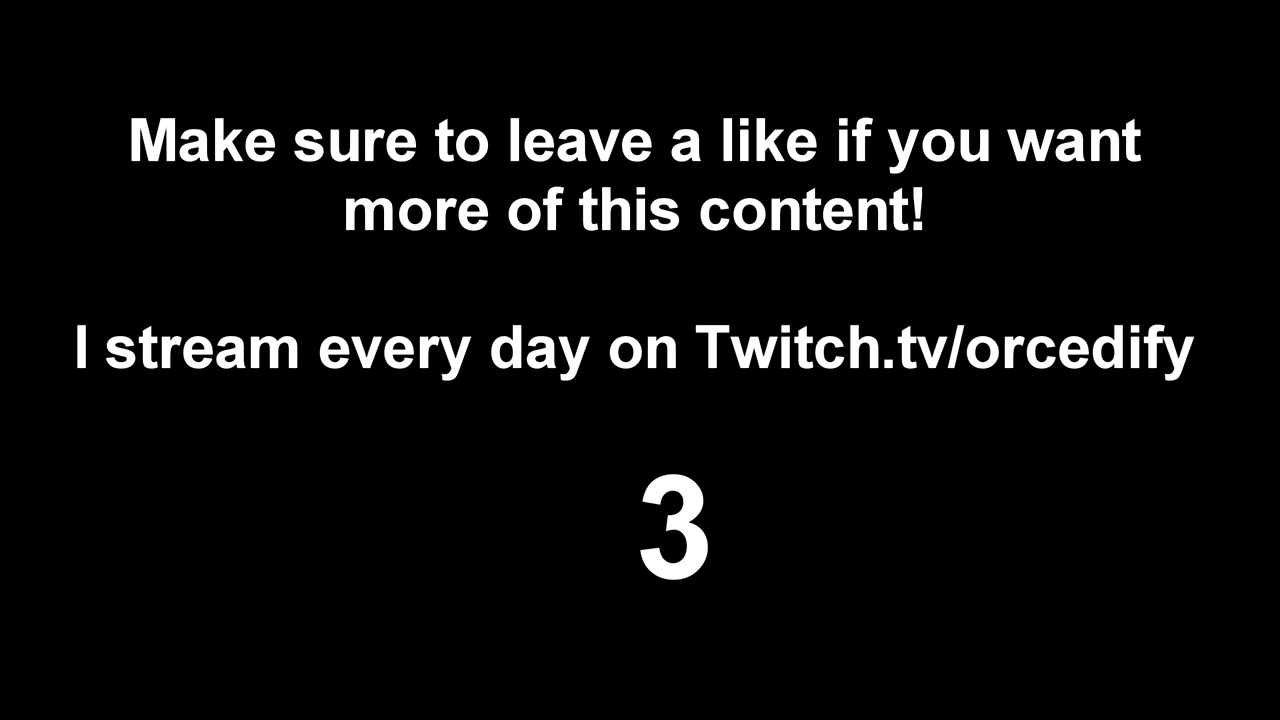 Make sure to leave a like if you want
more of this content!
I stream every day on Twitch.tv/orcedify
3